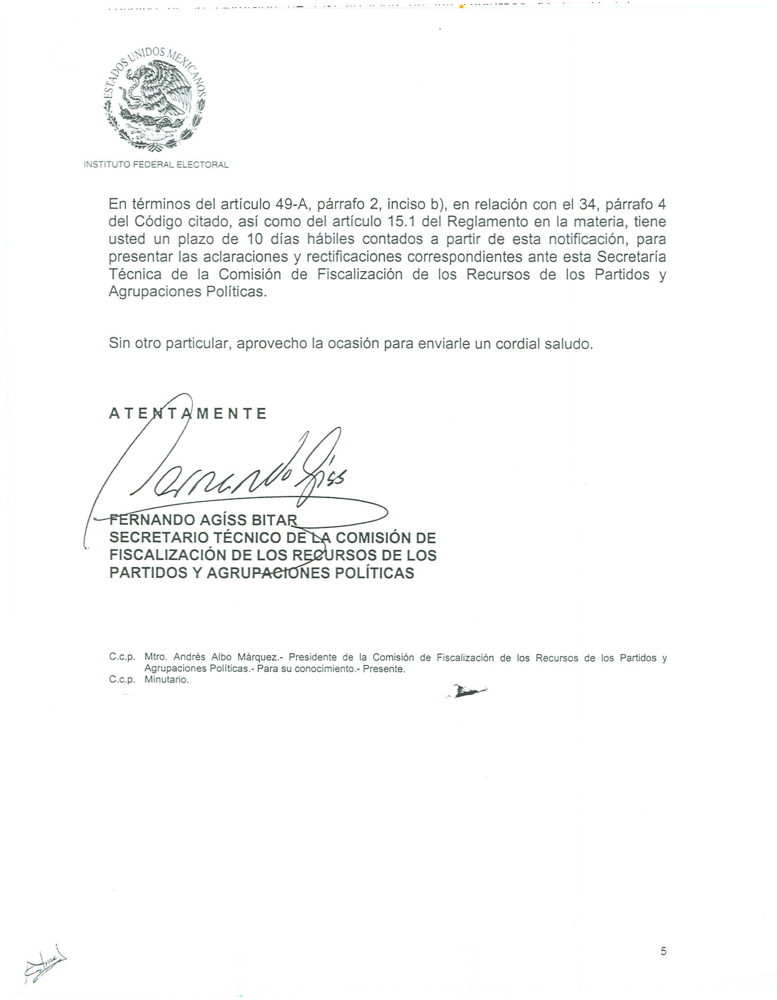 ESTADOS UNIDOS MEXICANOS
INSTITUTO FEDERAL ELECTORAL
En términos del artículo 49-A, párrafo 2, inciso b), en relación con el 34, párrafo 4
del Código citado, así como del artículo 15.1 del Reglamento en la materia, tiene
usted un plazo de 10 días hábiles contados a partir de esta notificación, para
presentar las aclaraciones y rectificaciones correspondientes ante esta Secretaría
Técnica de la Comisión de Fiscalización de los Recursos de los Partidos y
Agrupaciones Políticas.
Sin otro particular, aprovecho la ocasión para enviarle un cordial saludo.
A T E N T A M E N T E
FERNANDO AGÍSS BITAR
SECRETARIO TÉCNICO DE LA COMISIÓN DE
FISCALIZACIÓN DE LOS RECURSOS DE LOS
PARTIDOS Y AGRUPACIONES POLÍTICAS
C.c.p. Mtro. Andrés Albo Márquez.- Presidente de la Comisión de Fiscalización de los Recursos de los Partidos y
Agrupaciones Políticas.- Para su conocimiento.- Presente.
C.c.p. Minutario.
5